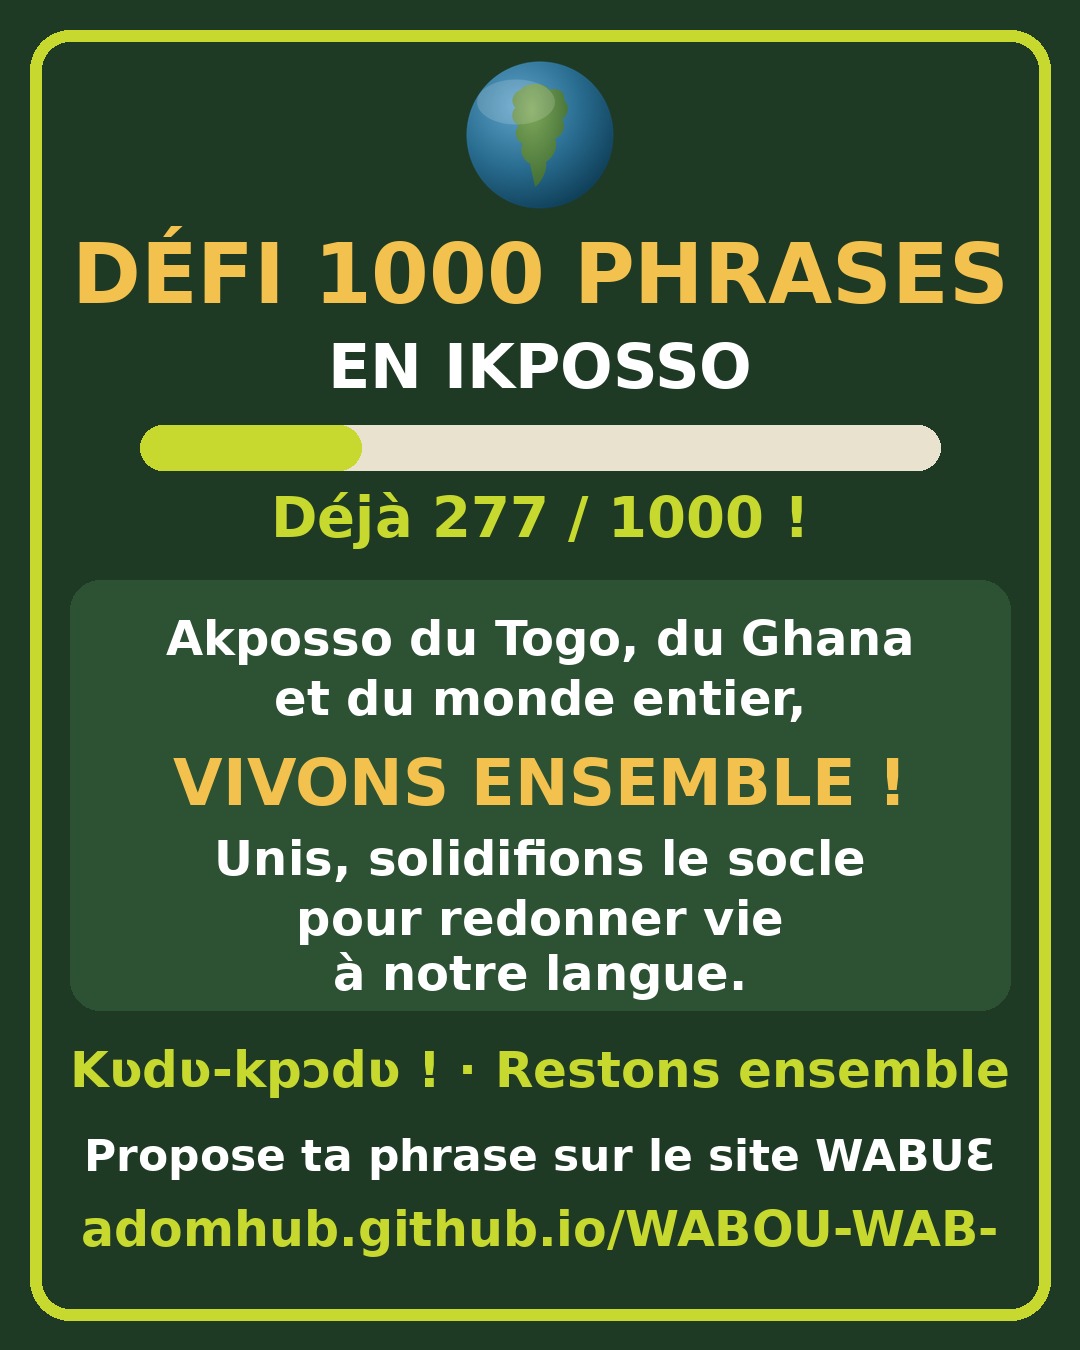 DÉFI 1000 PHRASES
EN IKPOSSO
Déjà 277 / 1000 !
Akposso du Togo, du Ghana
et du monde entier,
VIVONS ENSEMBLE !
Unis, solidifions le socle
pour redonner vie
à notre langue.
Kʋdʋ-kpɔdʋ ! · Restons ensemble
Propose ta phrase sur le site WABUƐ
adomhub.github.io/WABOU-WAB-